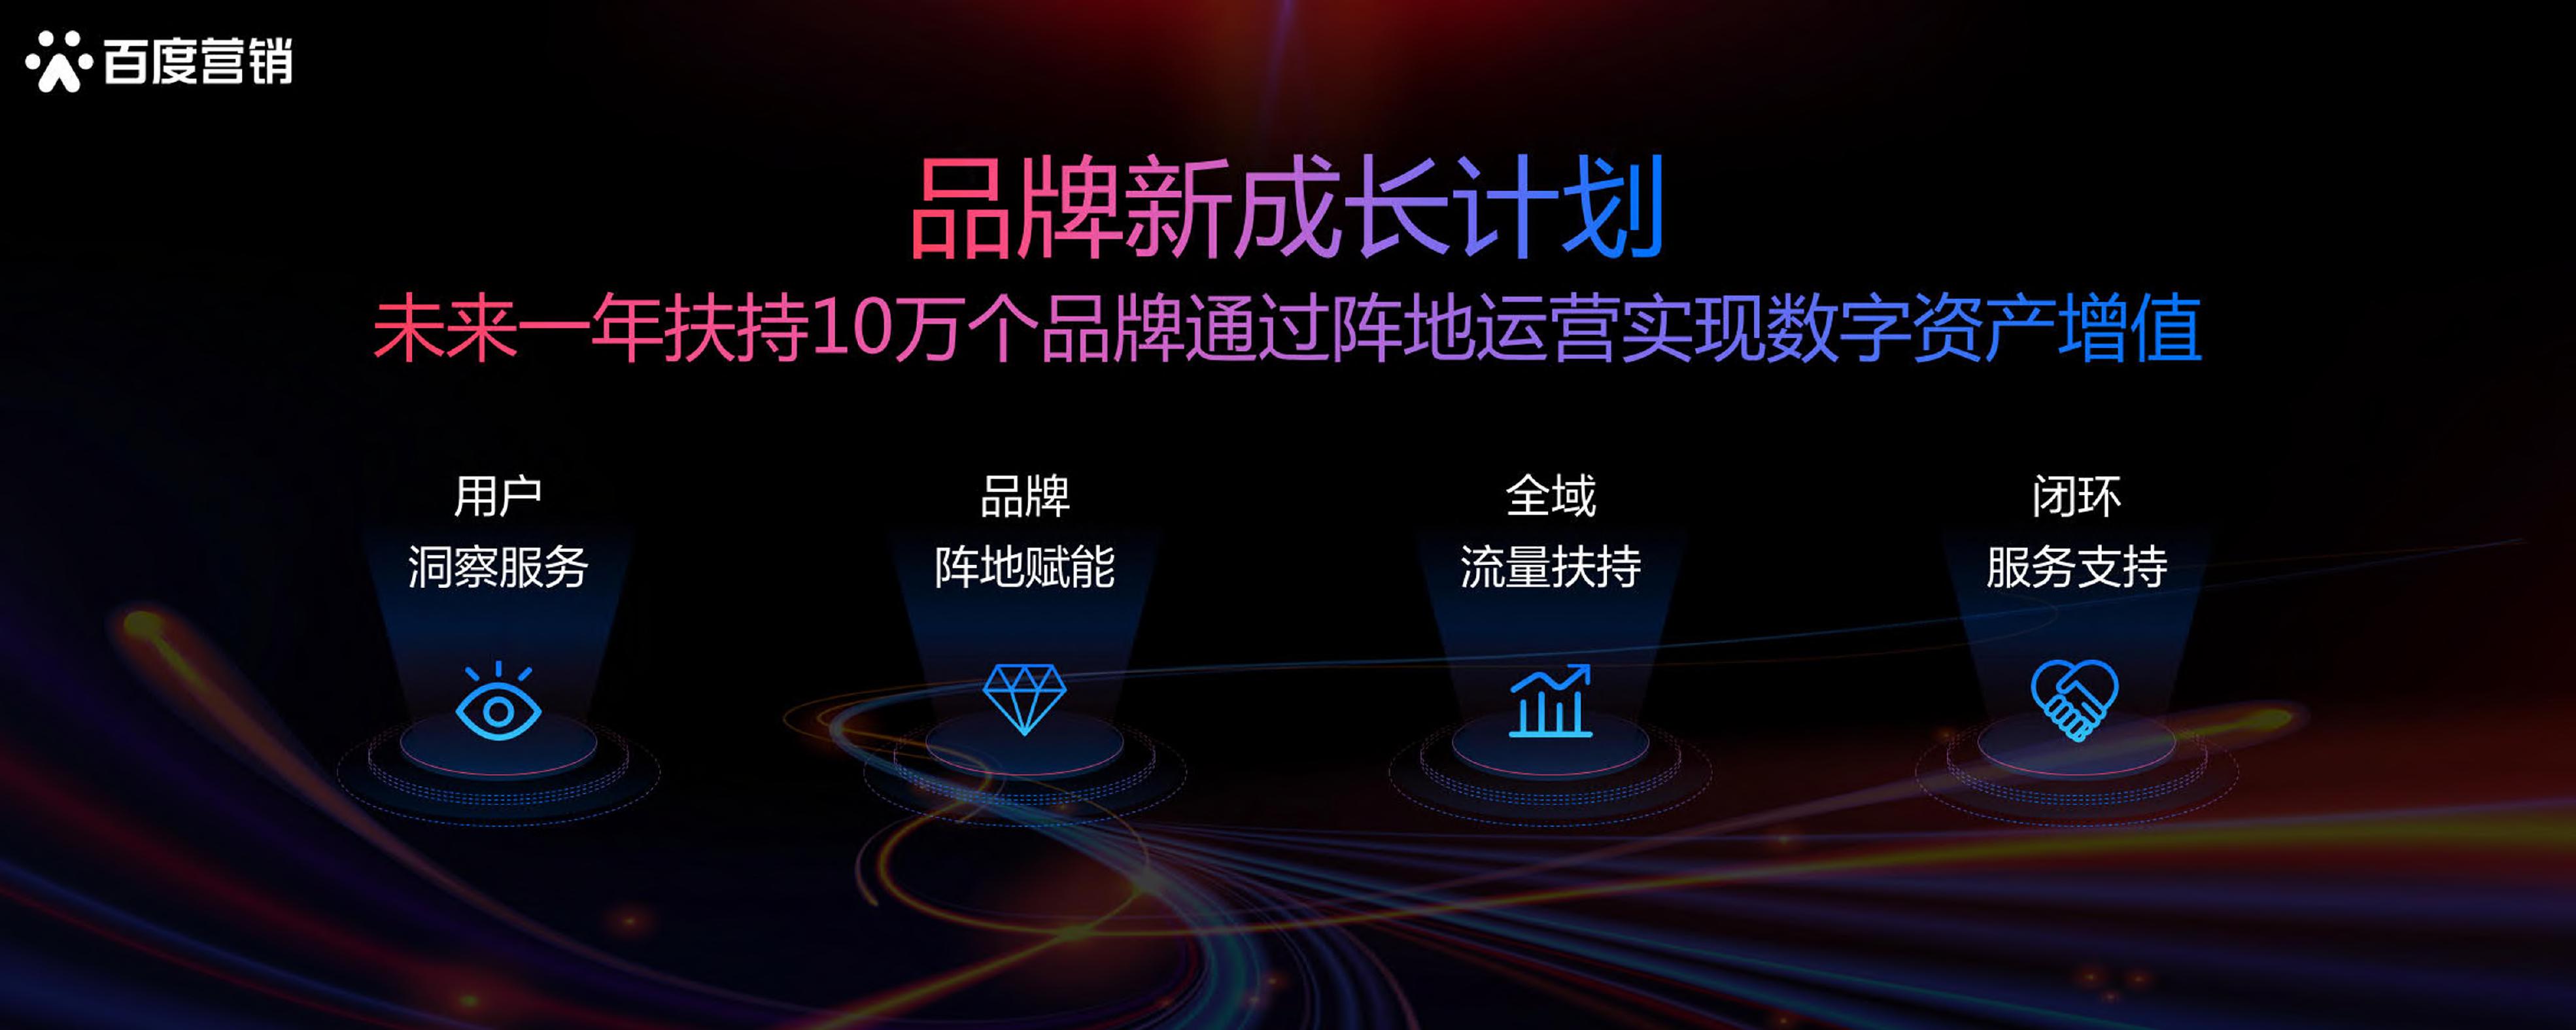 百度营销
品牌新成长计划
未来一年扶持10万个品牌通过阵地运营实现数字资产增值
用户
洞察服务
品牌
阵地赋能
全域
流量扶持
闭环
服务支持